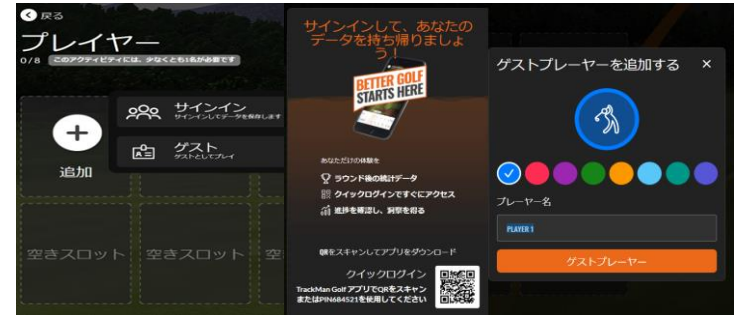 戻る
プレイヤー
0/8 このアクティビティには、少なくとも1名が必要です
サインイン
サインインしてデータを保存します
ゲスト
ゲストとしてプレイ
追加
空きスロット
空きスロット
空
サインインして、あなたの
データを持ち帰りましょ
う！
BETTER GOLF
STARTS HERE
あなただけの体験を
ラウンド後の統計データ
クイックログインですぐにアクセス
進捗を確認し、洞察を得る
QRをスキャンしてアプリをダウンロード
クイックログイン
TrackMan Golf アプリでQRをスキャン
またはPIN684521を使用してください
ゲストプレーヤーを追加する
プレーヤー名
PLAYER 1
ゲストプレーヤー